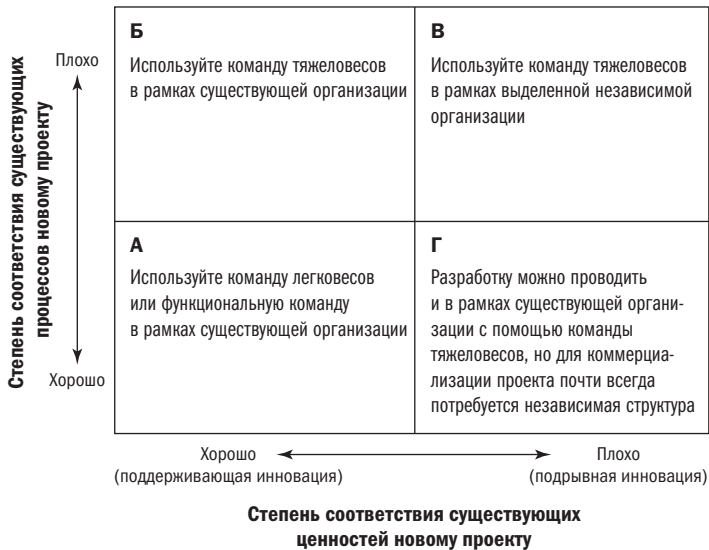 Степень соответствия существующих
процессов новому проекту
Плохо
Хорошо
Б
Используйте команду тяжеловесов
в рамках существующей организации
В
Используйте команду тяжеловесов
в рамках выделенной независимой
организации
А
Используйте команду легковесов
или функциональную команду
в рамках существующей организации
Г
Разработку можно проводить
и в рамках существующей органи-
зации с помощью команды
тяжеловесов, но для коммерциа-
лизации проекта почти всегда
потребуется независимая структура
Хорошо
(поддерживающая инновация)
Плохо
(подрывная инновация)
Степень соответствия существующих
ценностей новому проекту